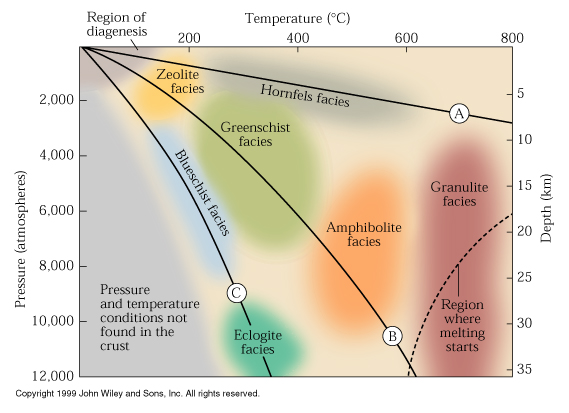 Region of
diagenesis
Temperature (°C)
200
400
600
800
Zeolite
facies
Hornfels facies
A
2,000
5
Greenschist
facies
10
4,000
Blueschist facies
Granulite
facies
15
6,000
Amphibolite
facies
20
8,000
25
C
Pressure
and temperature
conditions not
found in the
crust
Region
where
melting
starts
10,000
30
Eclogite
facies
B
12,000
35
Pressure (atmospheres)
Depth (km)
Copyright 1999 John Wiley and Sons, Inc. All rights reserved.